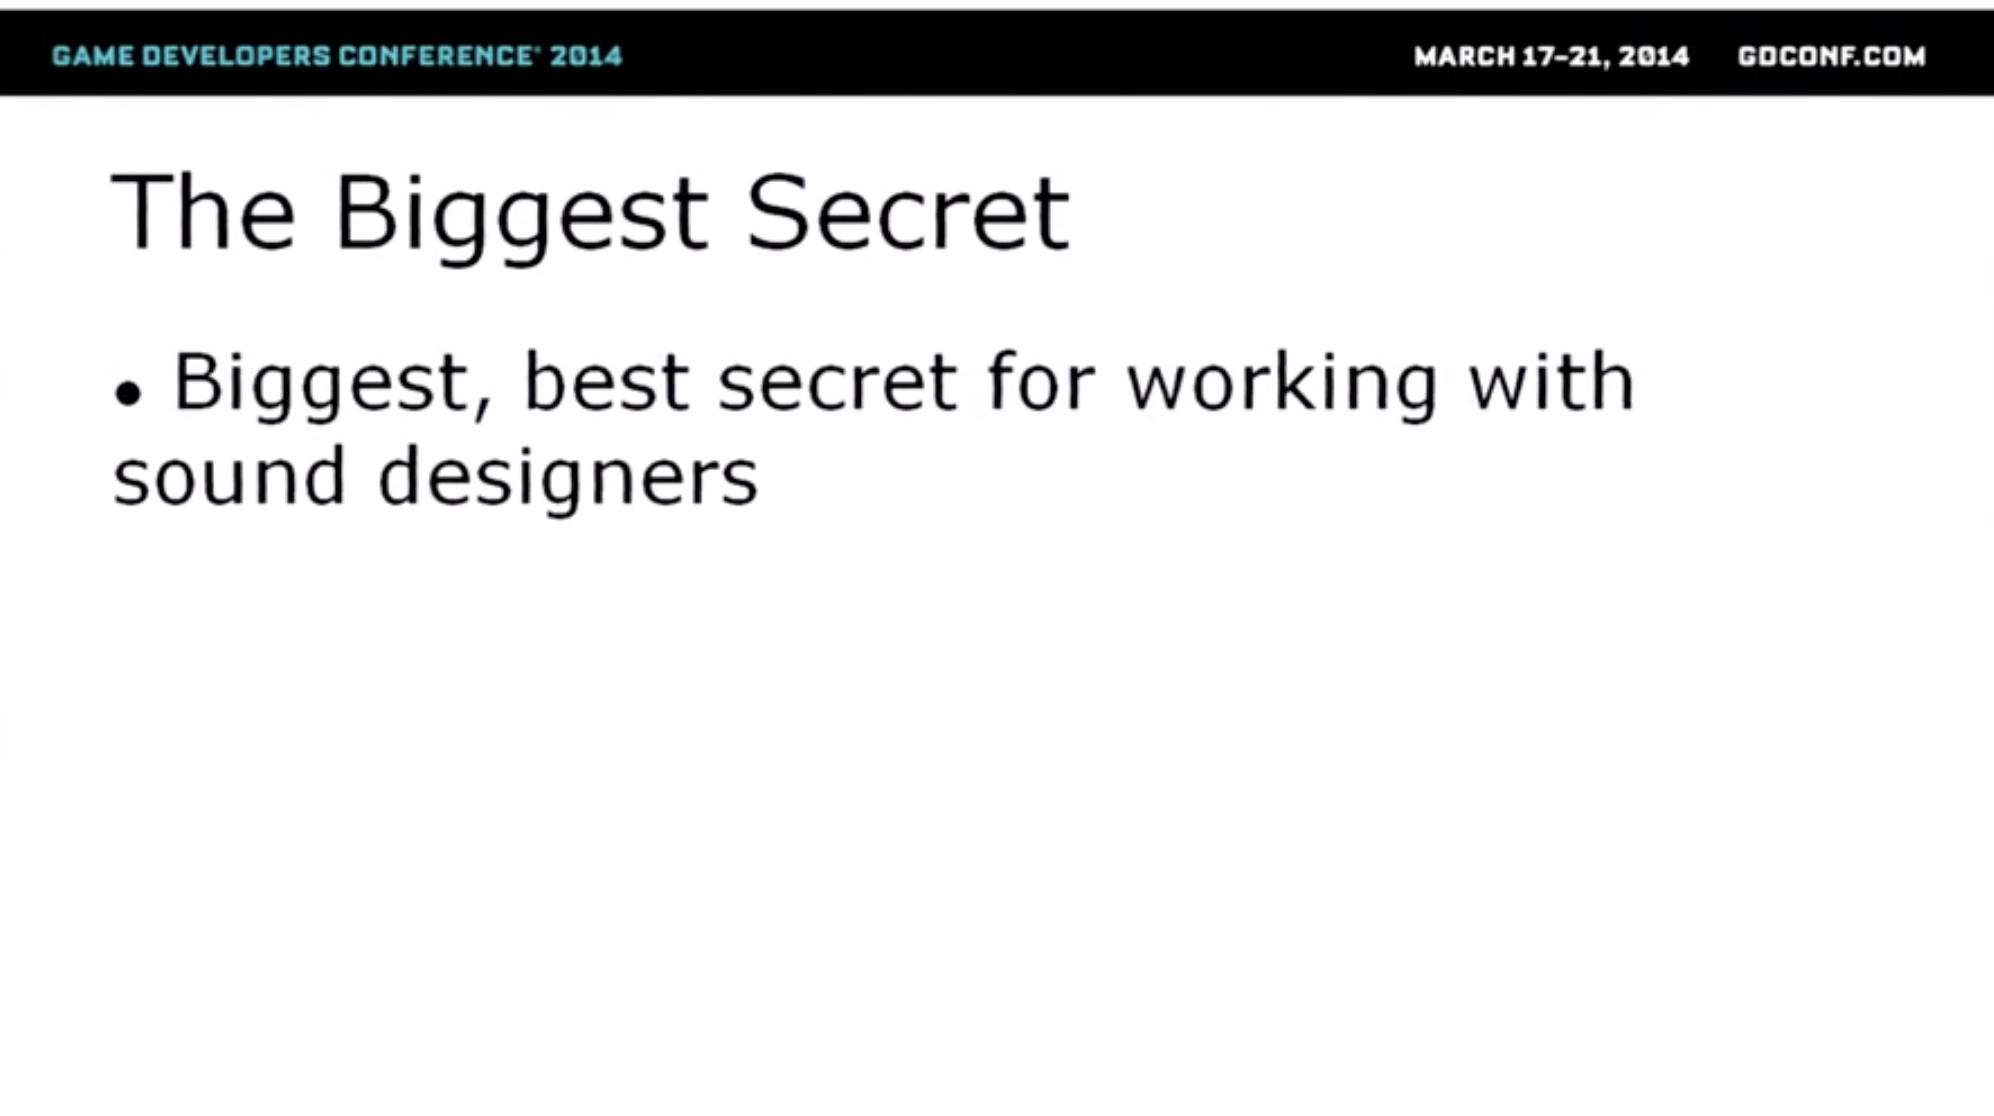 GAME DEVELOPERS CONFERENCE® 2014
MARCH 17-21, 2014 GDCONF.COM
The Biggest Secret
• Biggest, best secret for working with
sound designers